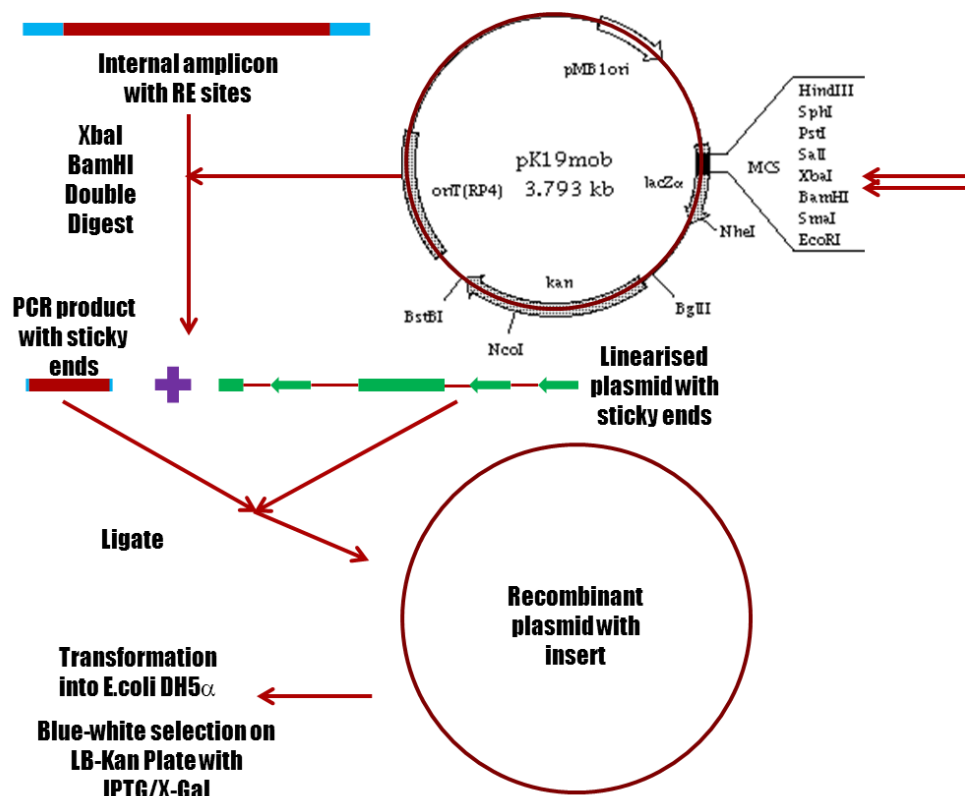 Internal amplicon
with RE sites
XbaI
BamHI
Double
Digest
pMB1ori
pK19mob
3.793 kb
oriT(RP4)
lacZα
MCS
HindIII
SphI
PstI
SalI
XbaI
BamHI
SmaI
EcoRI
NheI
kan
BglII
BstBI
NcoI
PCR product
with sticky
ends
Linearised
plasmid with
sticky ends
Ligate
Recombinant
plasmid with
insert
Transformation
into E.coli DH5α
Blue-white selection on
LB-Kan Plate with
IPTG/X-Gal